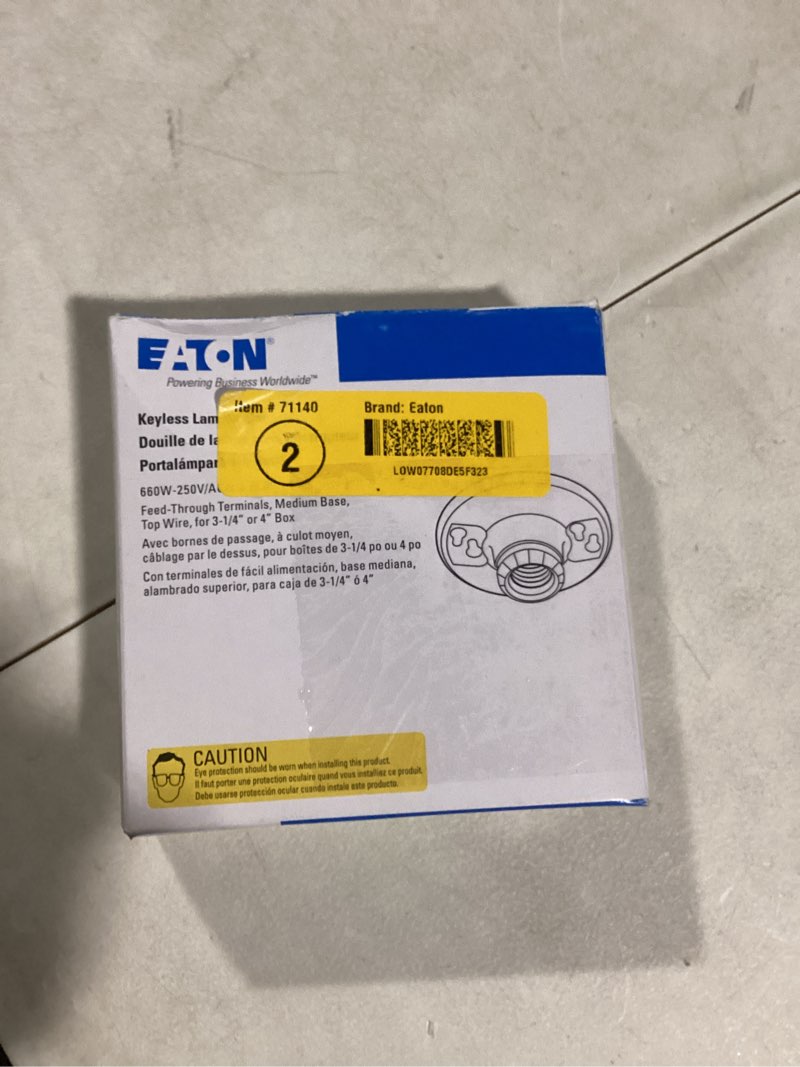 EATON®
Powering Business Worldwide™
Item # 71140
Brand: Eaton
2
LOW07708DE5F323
Keyless Lam
Douille de la
Portalámpar
660W-250V/A
Feed-Through Terminals, Medium Base,
Top Wire, for 3-1/4" or 4" Box
Avec bornes de passage, à culot moyen,
câblage par le dessus, pour boîtes de 3-1/4 po ou 4 po
Con terminales de fácil alimentación, base mediana,
alambrado superior, para caja de 3-1/4" ó 4"
CAUTION
Eye protection should be worn when installing this product.
Il faut porter une protection oculaire quand vous installiez ce produit.
Debe usarse protección ocular cuando instale este producto.